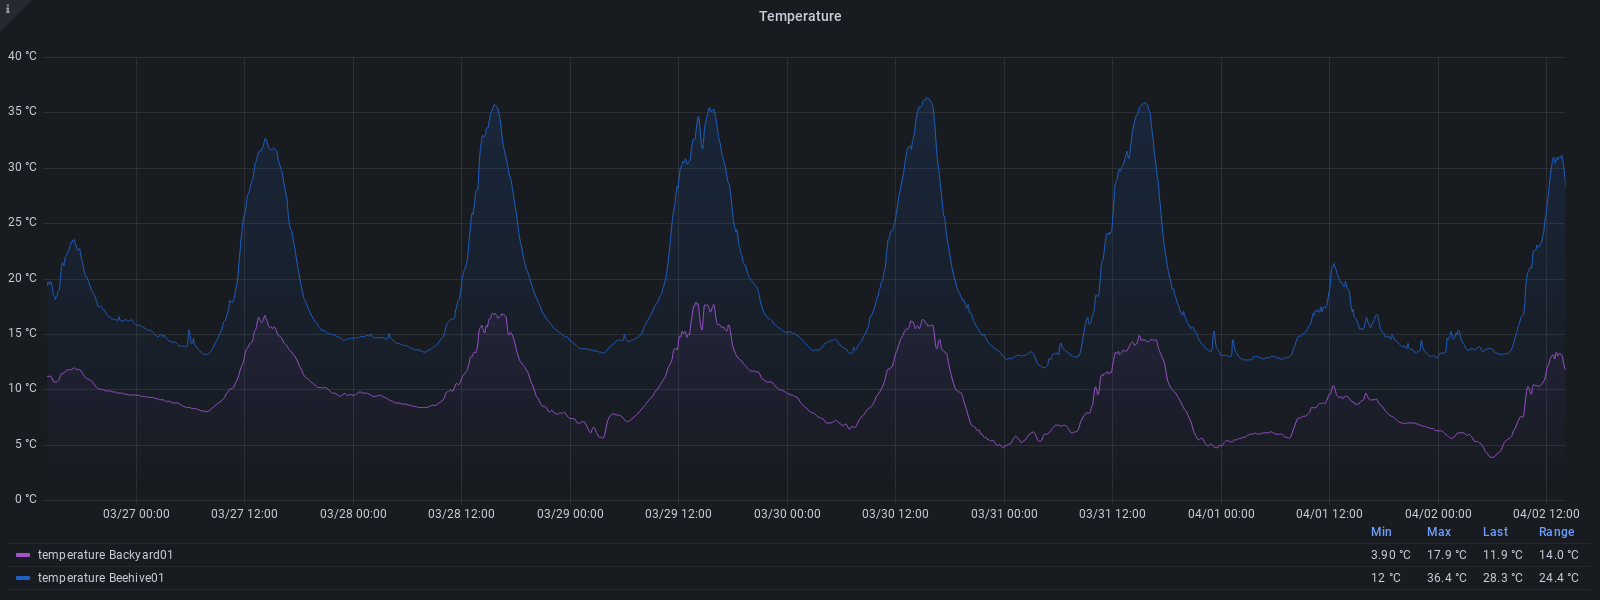 i
Temperature
40 °C
35 °C
30 °C
25 °C
20 °C
15 °C
10 °C
5 °C
0 °C
03/27 00:00 03/27 12:00 03/28 00:00 03/28 12:00 03/29 00:00 03/29 12:00 03/30 00:00 03/30 12:00 03/31 00:00 03/31 12:00 04/01 00:00 04/01 12:00 04/02 00:00 04/02 12:00
Min Max Last Range
temperature Backyard01 3.90 °C 17.9 °C 11.9 °C 14.0 °C
temperature Beehive01 12 °C 36.4 °C 28.3 °C 24.4 °C